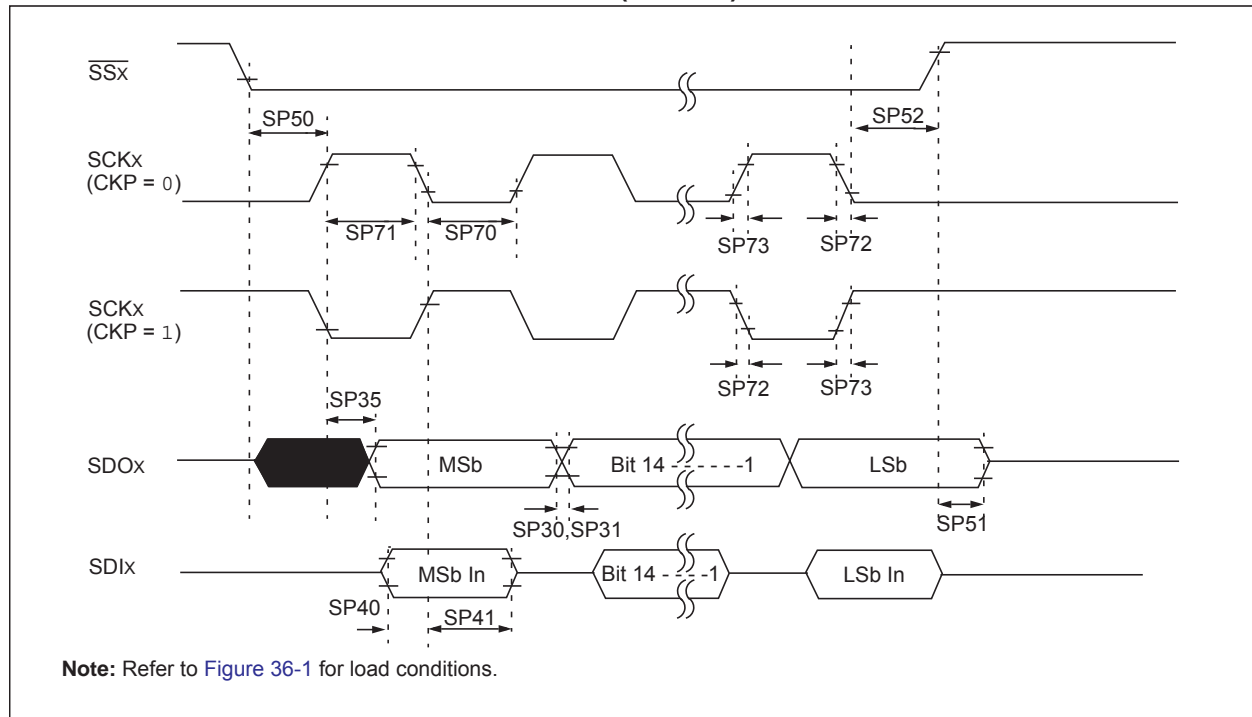 SSx
SP50
SP52
SCKx
(CKP = 0)
SP71
SP70
SP73
SP72
SCKx
(CKP = 1)
SP72
SP73
SP35
SDOx
MSb
Bit 14 - - - - - -1
LSb
SP30,SP31
SP51
SDIx
MSb In
Bit 14 - - - - -1
LSb In
SP40
SP41
Note: Refer to Figure 36-1 for load conditions.